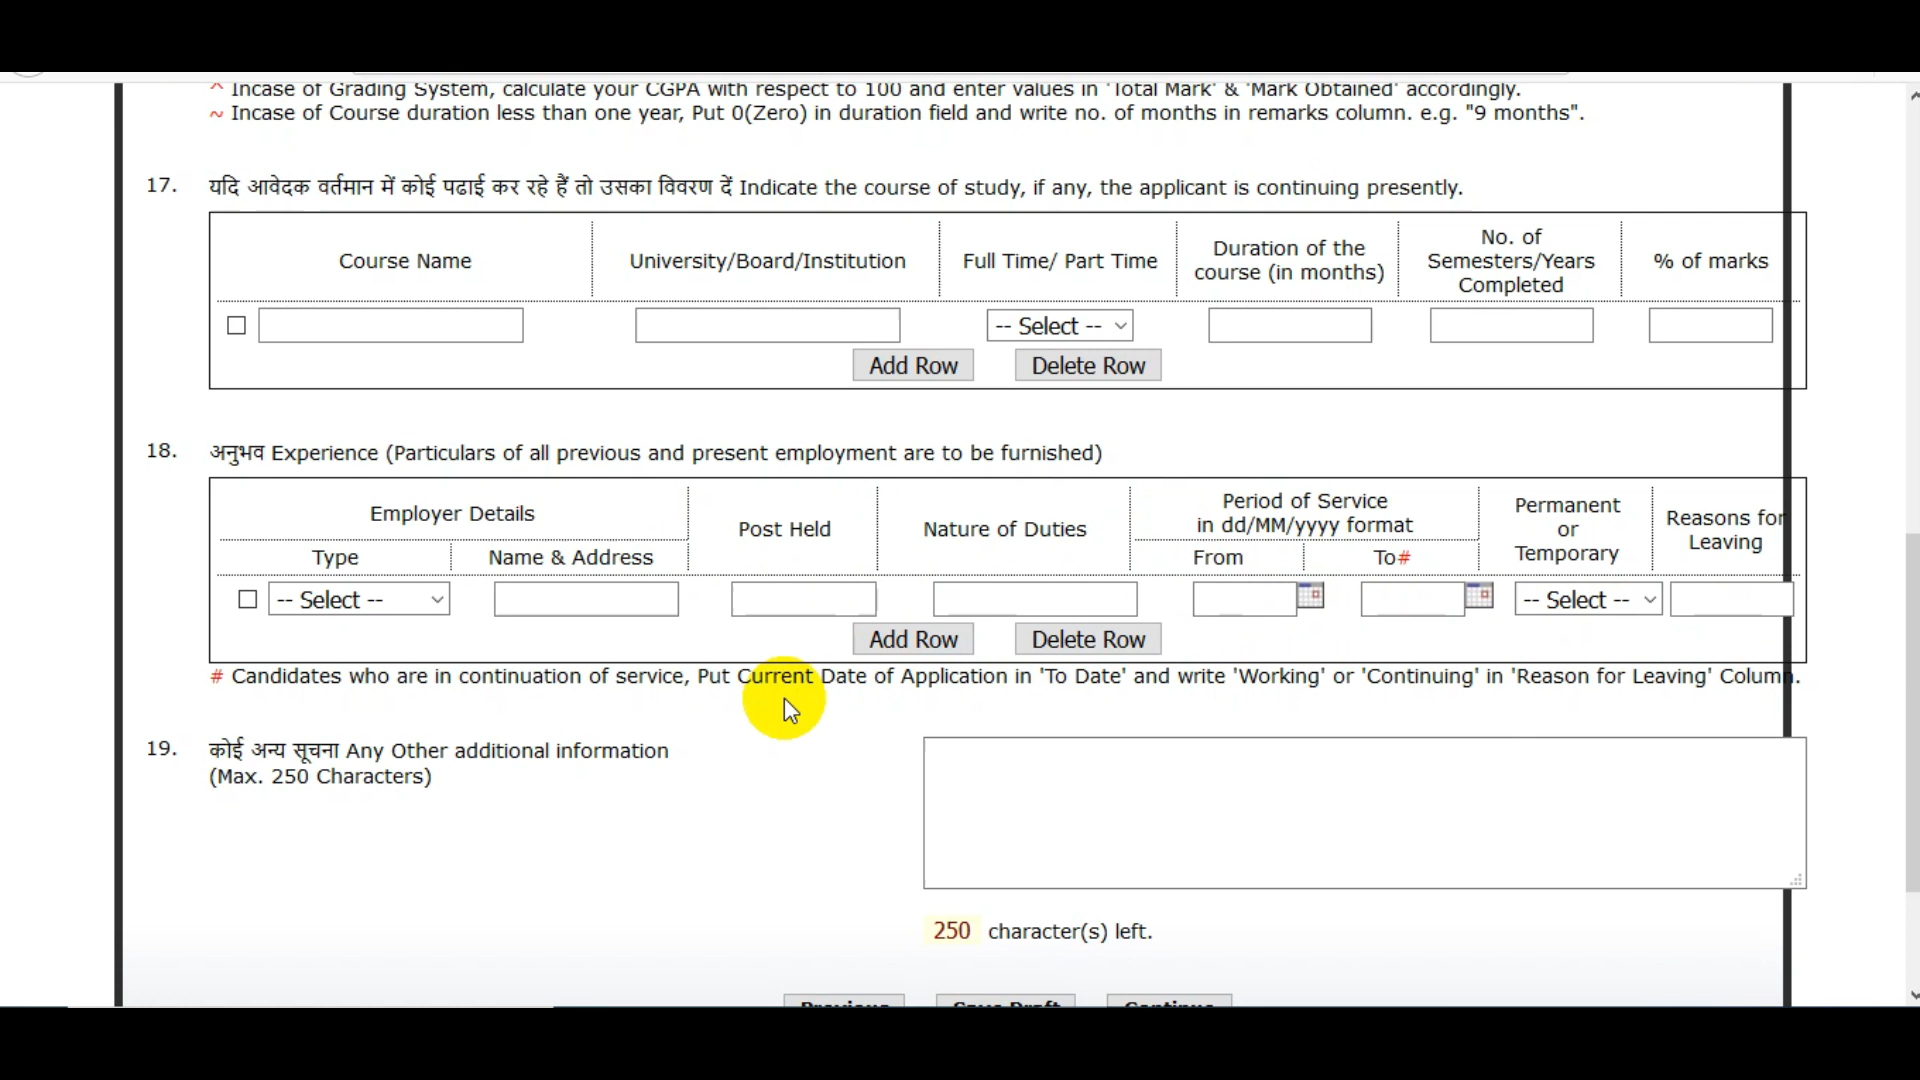 ^ Incase of Grading System, calculate your CGPA with respect to 100 and enter values in 'Total Mark' & 'Mark Obtained' accordingly.
~ Incase of Course duration less than one year, Put 0(Zero) in duration field and write no. of months in remarks column. e.g. "9 months".
17. यदि आवेदक वर्तमान में कोई पढाई कर रहे हैं तो उसका विवरण दें Indicate the course of study, if any, the applicant is continuing presently.
Course Name
University/Board/Institution
Full Time/ Part Time
Duration of the
course (in months)
No. of
Semesters/Years
Completed
% of marks
-- Select --
Add Row Delete Row
18. अनुभव Experience (Particulars of all previous and present employment are to be furnished)
Employer Details
Type Name & Address
Post Held
Nature of Duties
Period of Service
in dd/MM/yyyy format
From To#
Permanent
or
Temporary
Reasons for
Leaving
-- Select -- -- Select --
Add Row Delete Row
# Candidates who are in continuation of service, Put Current Date of Application in 'To Date' and write 'Working' or 'Continuing' in 'Reason for Leaving' Column.
19. कोई अन्य सूचना Any Other additional information
(Max. 250 Characters)
250 character(s) left.
Previous Save Draft Continue